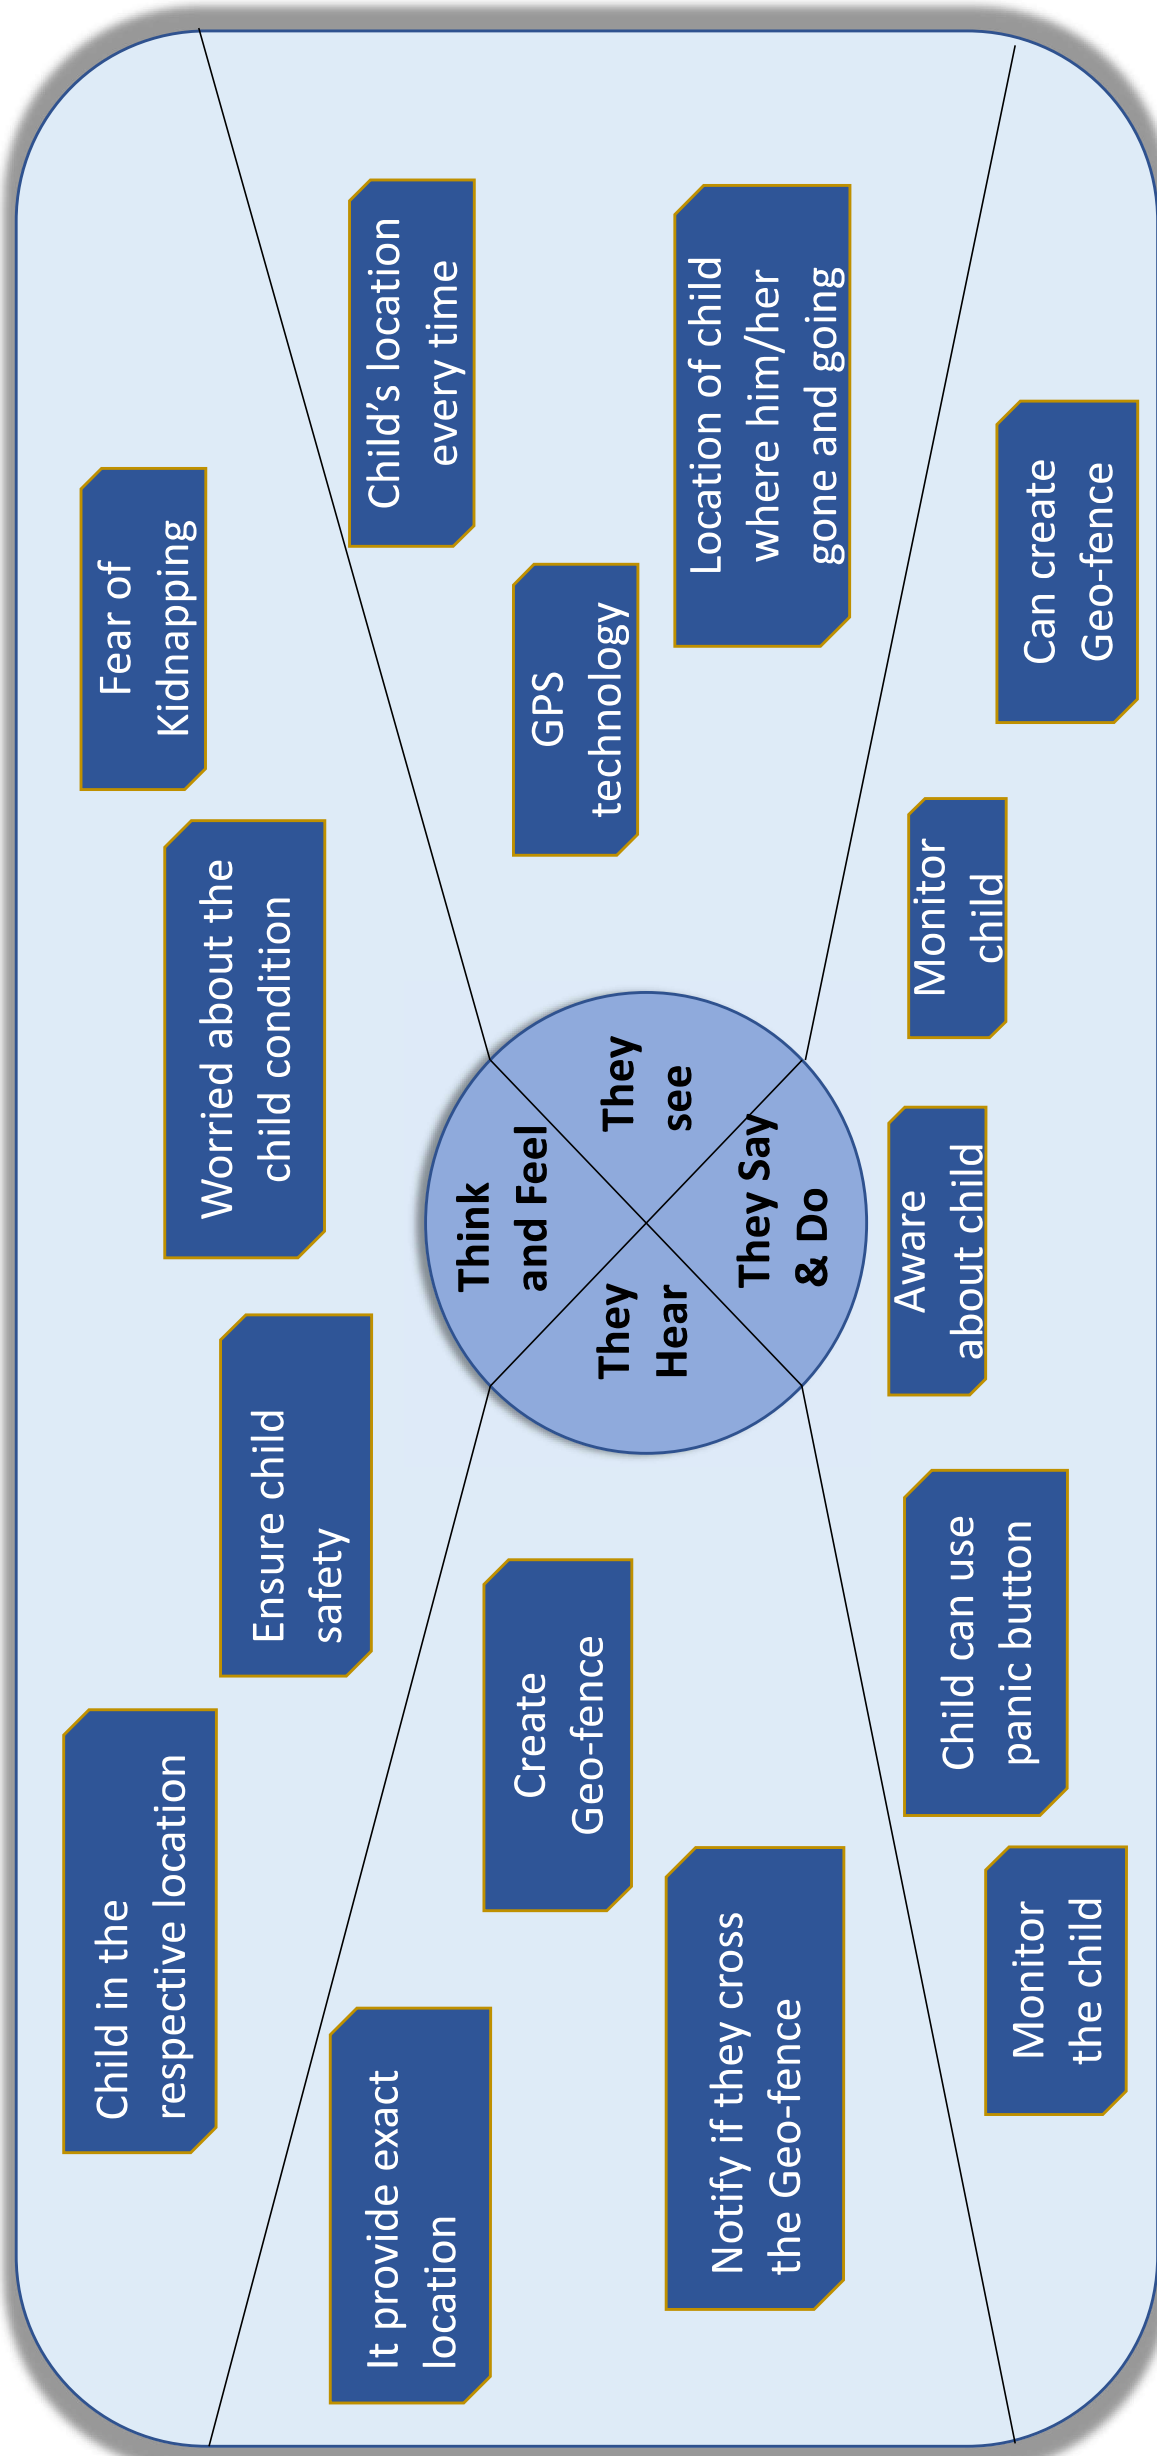 Child in the
respective location
Ensure child
safety
Worried about the
child condition
Fear of
Kidnapping
It provide exact
location
Create
Geo-fence
Notify if they cross
the Geo-fence
Think
and Feel
They
Hear
They
see
They Say
& Do
Child’s location
every time
GPS
technology
Location of child
where him/her
gone and going
Monitor
the child
Child can use
panic button
Aware
about child
Monitor
child
Can create
Geo-fence